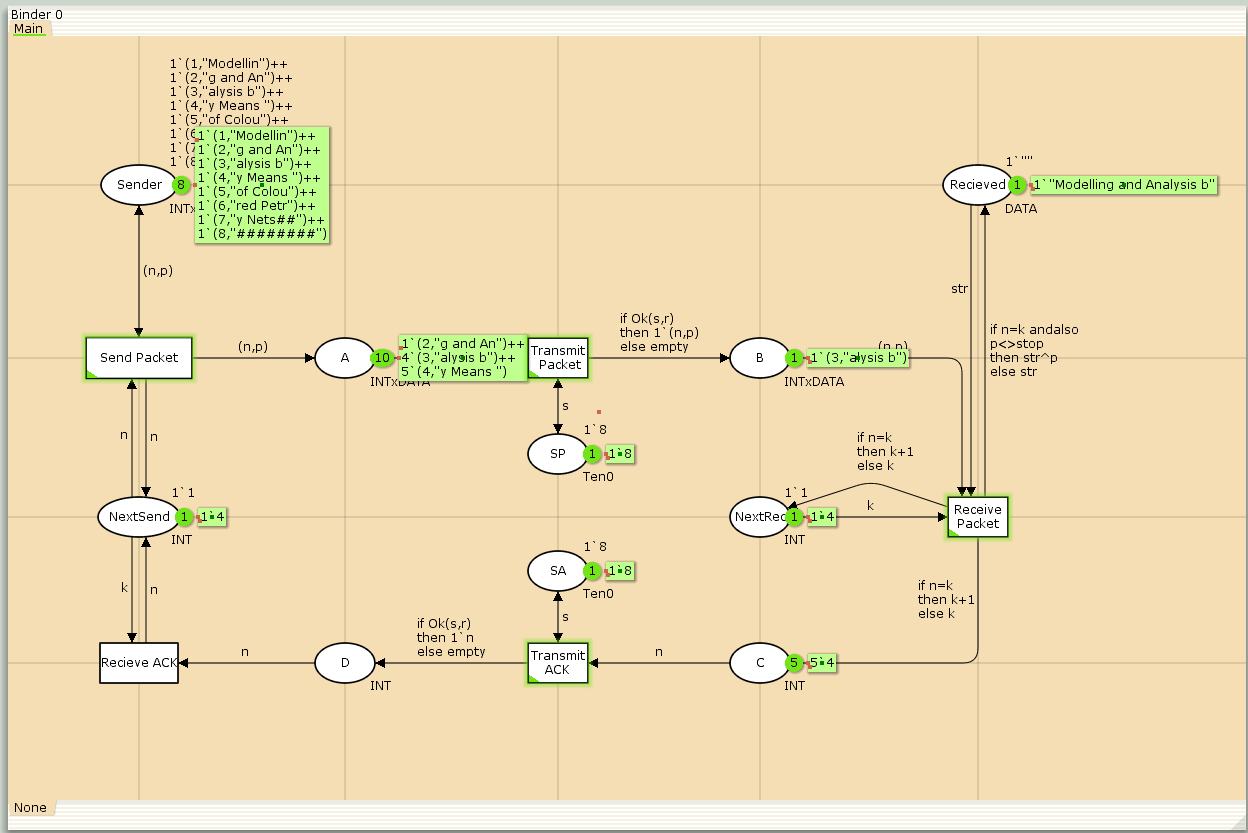 Binder 0
Main
1`(1,"Modellin")++
1`(2,"g and An")++
1`(3,"alysis b")++
1`(4,"y Means ")++
1`(5,"of Colou")++
1`(6
1`(7
1`(8
1`(1,"Modellin")++
1`(2,"g and An")++
1`(3,"alysis b")++
1`(4,"y Means ")++
1`(5,"of Colou")++
1`(6,"red Petr")++
1`(7,"y Nets##")++
1`(8,"########")
Sender
8
INTx
1`""
Recieved
1
1`"Modelling and Analysis b"
DATA
(n,p)
str
if n=k andalso
p<>stop
then str^p
else str
Send Packet
(n,p)
A
10
1`(2,"g and An")++
4`(3,"alysis b")++
5`(4,"y Means ")
INTxDATA
Transmit
Packet
if Ok(s,r)
then 1`(n,p)
else empty
B
1
1`(3,"alysis b")
(n,p)
INTxDATA
s
1`8
SP
1
1`8
Ten0
n
n
1`1
NextSend
1
1`4
INT
if n=k
then k+1
else k
1`1
NextRec
1
1`4
INT
k
Receive
Packet
1`8
SA
1
1`8
Ten0
k
n
s
if n=k
then k+1
else k
Recieve ACK
n
D
INT
if Ok(s,r)
then 1`n
else empty
Transmit
ACK
n
C
5
5`4
INT
None